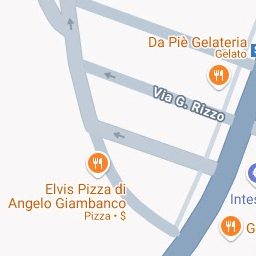 Da Piè Gelateria
Gelato
Via G. Rizzo
Elvis Pizza di
Angelo Giambanco
Pizza • $
Intes
G